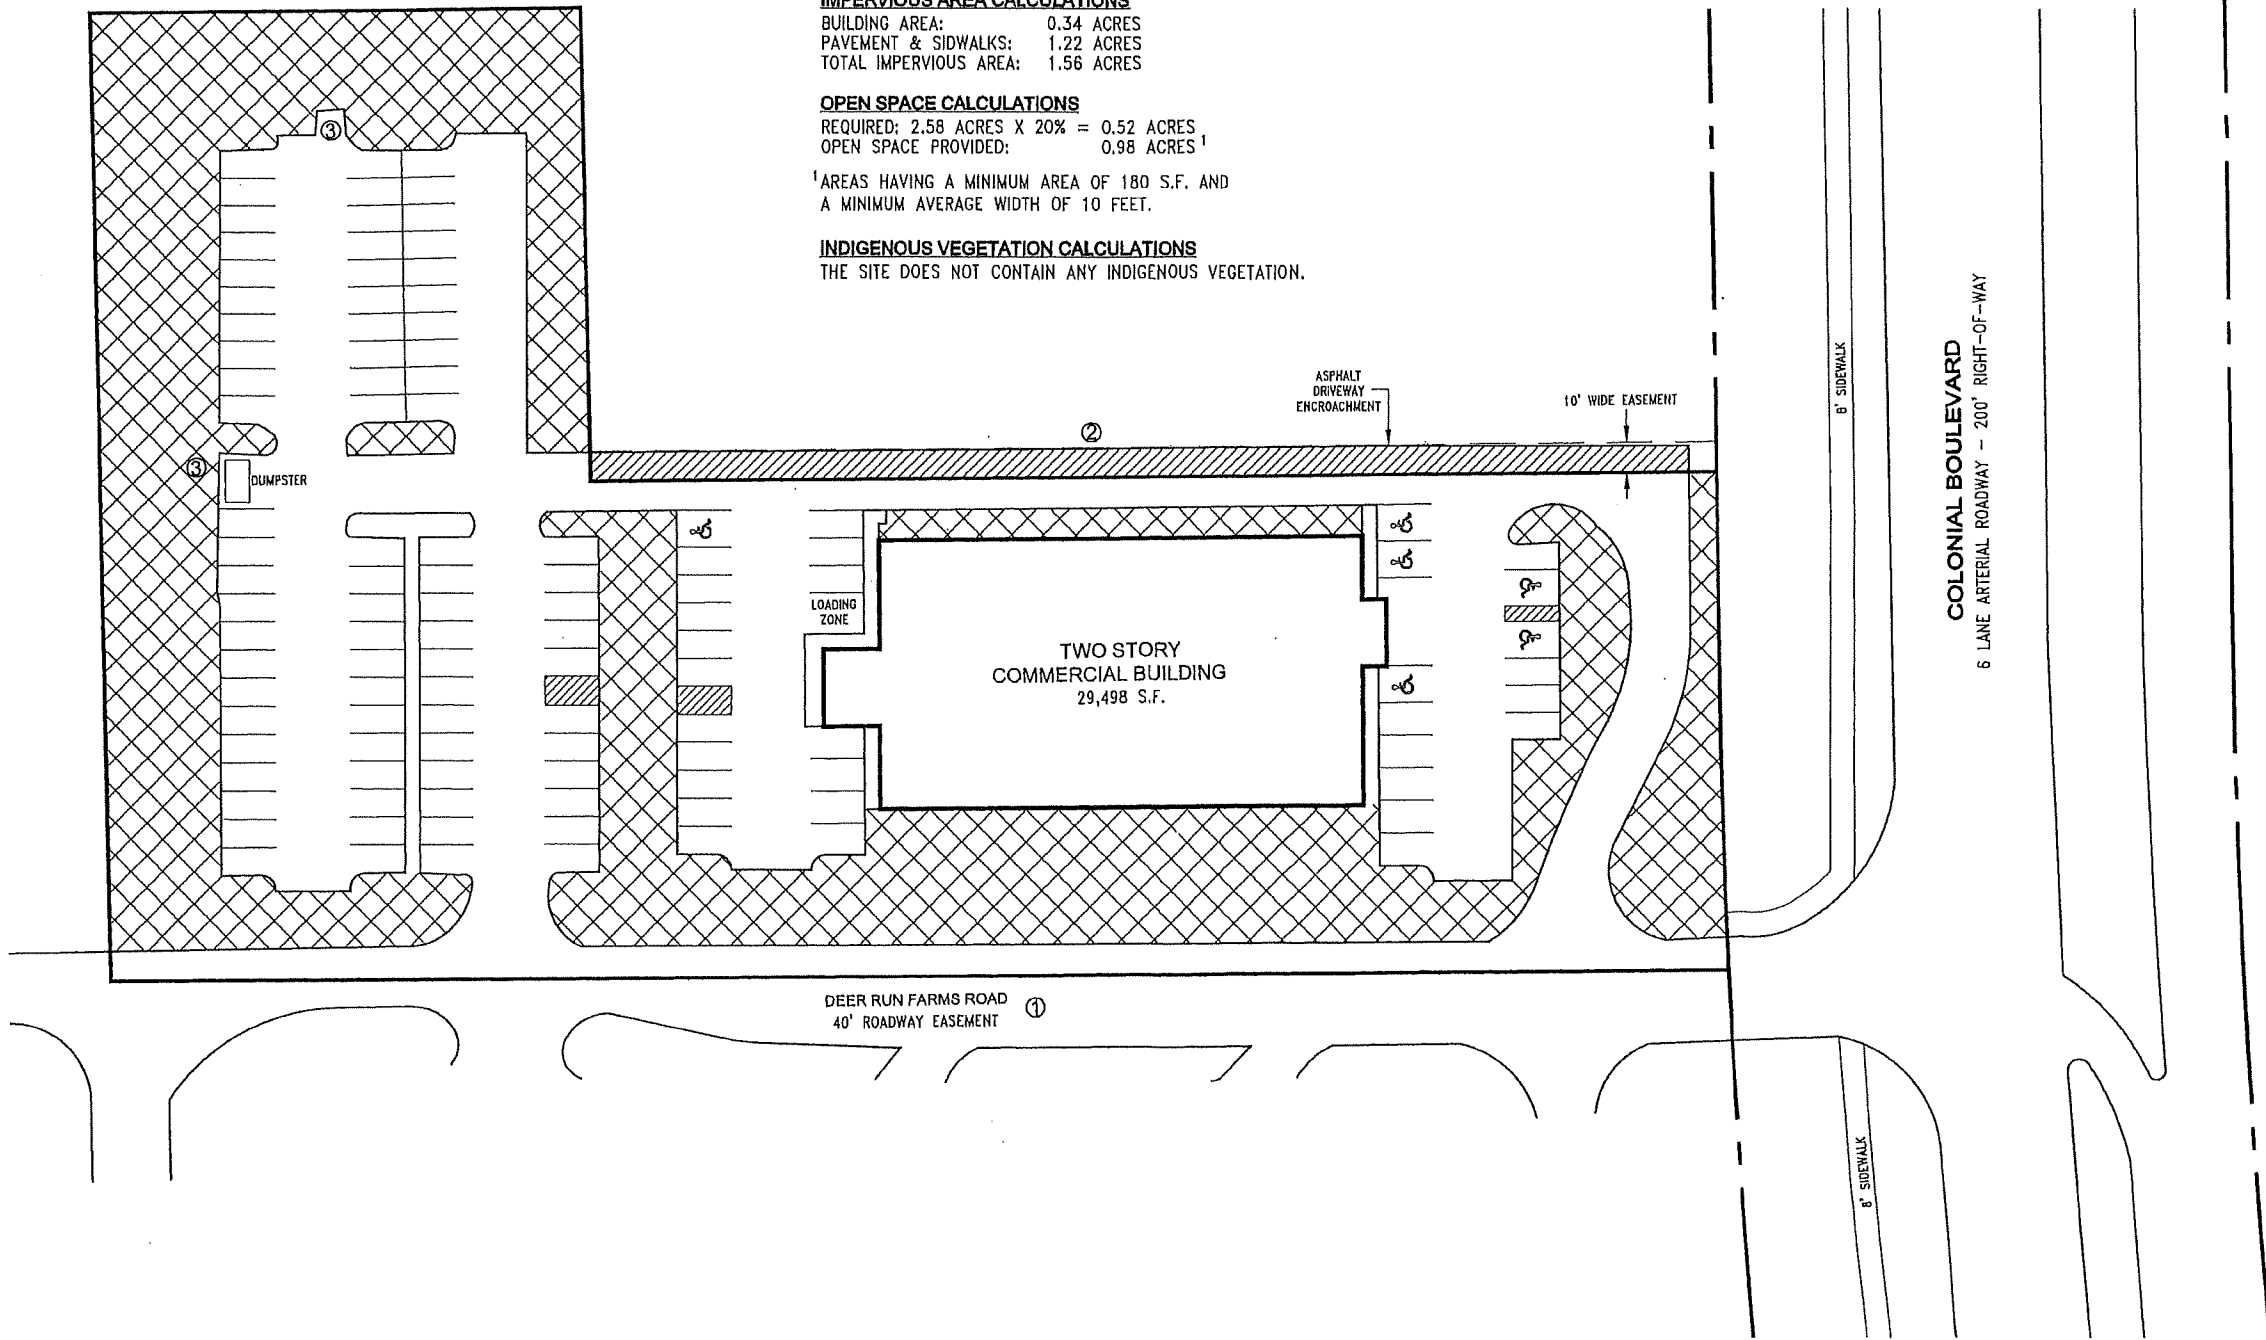 IMPERVIOUS AREA CALCULATIONS
BUILDING AREA: 0.34 ACRES
PAVEMENT & SIDWALKS: 1.22 ACRES
TOTAL IMPERVIOUS AREA: 1.56 ACRES
OPEN SPACE CALCULATIONS
REQUIRED: 2.58 ACRES X 20% = 0.52 ACRES
OPEN SPACE PROVIDED: 0.98 ACRES 1
1 AREAS HAVING A MINIMUM AREA OF 180 S.F. AND
A MINIMUM AVERAGE WIDTH OF 10 FEET.
INDIGENOUS VEGETATION CALCULATIONS
THE SITE DOES NOT CONTAIN ANY INDIGENOUS VEGETATION.
③
ASPHALT
DRIVEWAY
ENCROACHMENT
10' WIDE EASEMENT
②
③
DUMPSTER
LOADING
ZONE
TWO STORY
COMMERCIAL BUILDING
29,498 S.F.
8' SIDEWALK
COLONIAL BOULEVARD
6 LANE ARTERIAL ROADWAY - 200' RIGHT-OF-WAY
DEER RUN FARMS ROAD ①
40' ROADWAY EASEMENT
8' SIDEWALK